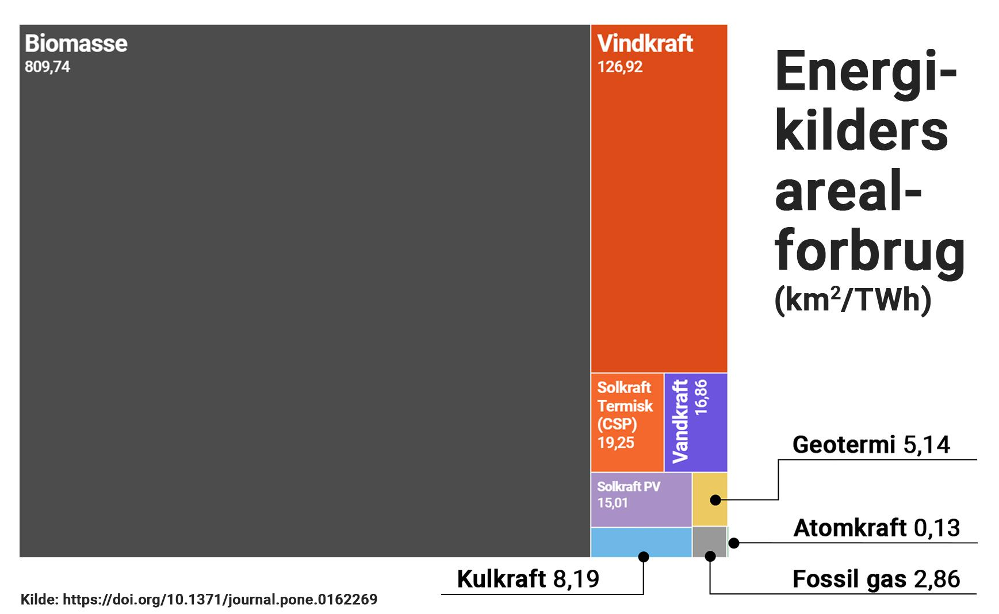 Biomasse
809,74
Vindkraft
126,92
Energi-
kilders
areal-
forbrug
(km²/TWh)
Solkraft
Termisk
(CSP)
19,25
Vandkraft
16,86
Solkraft PV
15,01
Geotermi 5,14
Atomkraft 0,13
Kulkraft 8,19
Fossil gas 2,86
Kilde: https://doi.org/10.1371/journal.pone.0162269